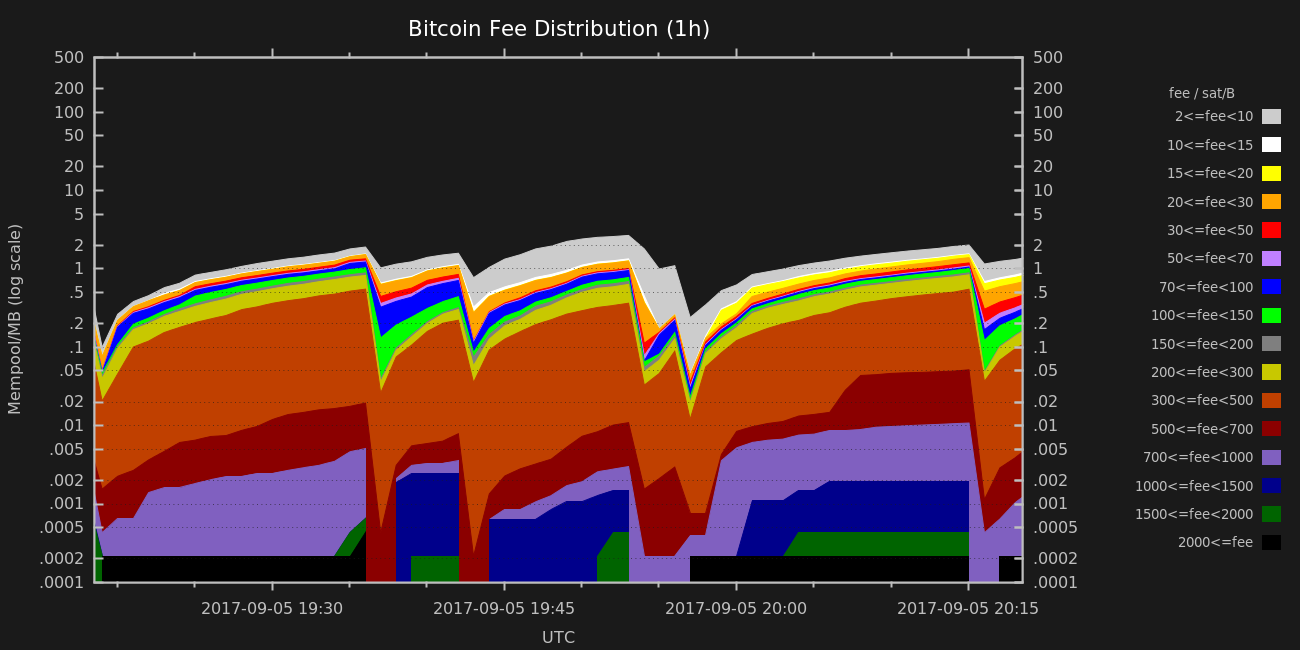 Bitcoin Fee Distribution (1h)
500
200
100
50
20
10
5
2
1
.5
.2
.1
.05
.02
.01
.005
.002
.001
.0005
.0002
.0001
Mempool/MB (log scale)
500
200
100
50
20
10
5
2
1
.5
.2
.1
.05
.02
.01
.005
.002
.001
.0005
.0002
.0001
2017-09-05 19:30
2017-09-05 19:45
2017-09-05 20:00
2017-09-05 20:15
UTC
fee / sat/B
2<=fee<10
10<=fee<15
15<=fee<20
20<=fee<30
30<=fee<50
50<=fee<70
70<=fee<100
100<=fee<150
150<=fee<200
200<=fee<300
300<=fee<500
500<=fee<700
700<=fee<1000
1000<=fee<1500
1500<=fee<2000
2000<=fee